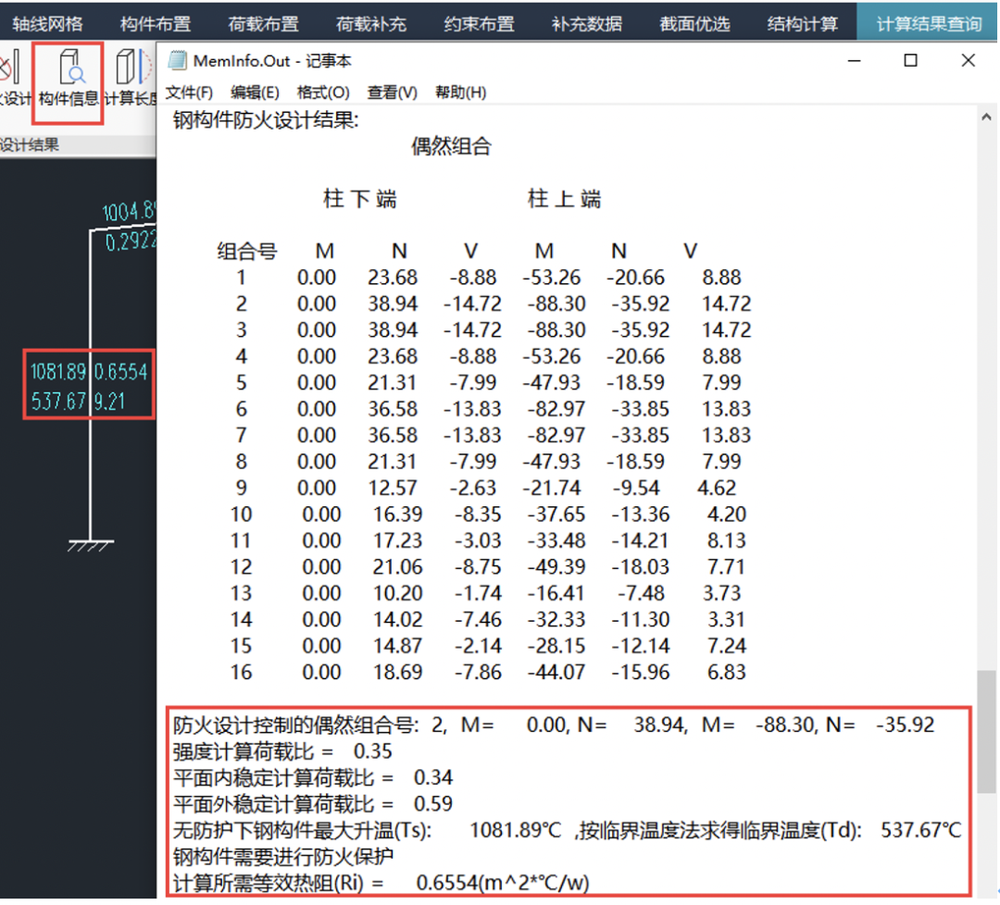 轴线网格 构件布置 荷载布置 荷载补充 约束布置 补充数据 截面优选 结构计算 计算结果查询
MemInfo.Out - 记事本
文件(F) 编辑(E) 格式(O) 查看(V) 帮助(H)
设计 构件信息 计算长度
设计结果
钢构件防火设计结果:
偶然组合
柱 下 端 柱 上 端
组合号 M N V M N V
1 0.00 23.68 -8.88 -53.26 -20.66 8.88
2 0.00 38.94 -14.72 -88.30 -35.92 14.72
3 0.00 38.94 -14.72 -88.30 -35.92 14.72
4 0.00 23.68 -8.88 -53.26 -20.66 8.88
5 0.00 21.31 -7.99 -47.93 -18.59 7.99
6 0.00 36.58 -13.83 -82.97 -33.85 13.83
7 0.00 36.58 -13.83 -82.97 -33.85 13.83
8 0.00 21.31 -7.99 -47.93 -18.59 7.99
9 0.00 12.57 -2.63 -21.74 -9.54 4.62
10 0.00 16.39 -8.35 -37.65 -13.36 4.20
11 0.00 17.23 -3.03 -33.48 -14.21 8.13
12 0.00 21.06 -8.75 -49.39 -18.03 7.71
13 0.00 10.20 -1.74 -16.41 -7.48 3.73
14 0.00 14.02 -7.46 -32.33 -11.30 3.31
15 0.00 14.87 -2.14 -28.15 -12.14 7.24
16 0.00 18.69 -7.86 -44.07 -15.96 6.83
防火设计控制的偶然组合号: 2, M= 0.00, N= 38.94, M= -88.30, N= -35.92
强度计算荷载比 = 0.35
平面内稳定计算荷载比 = 0.34
平面外稳定计算荷载比 = 0.59
无防护下钢构件最大升温(Ts): 1081.89℃ ,按临界温度法求得临界温度(Td): 537.67℃
钢构件需要进行防火保护
计算所需等效热阻(Ri) = 0.6554(m^2*℃/w)
1004.89
0.2922
1081.89 0.6554
537.67 9.21